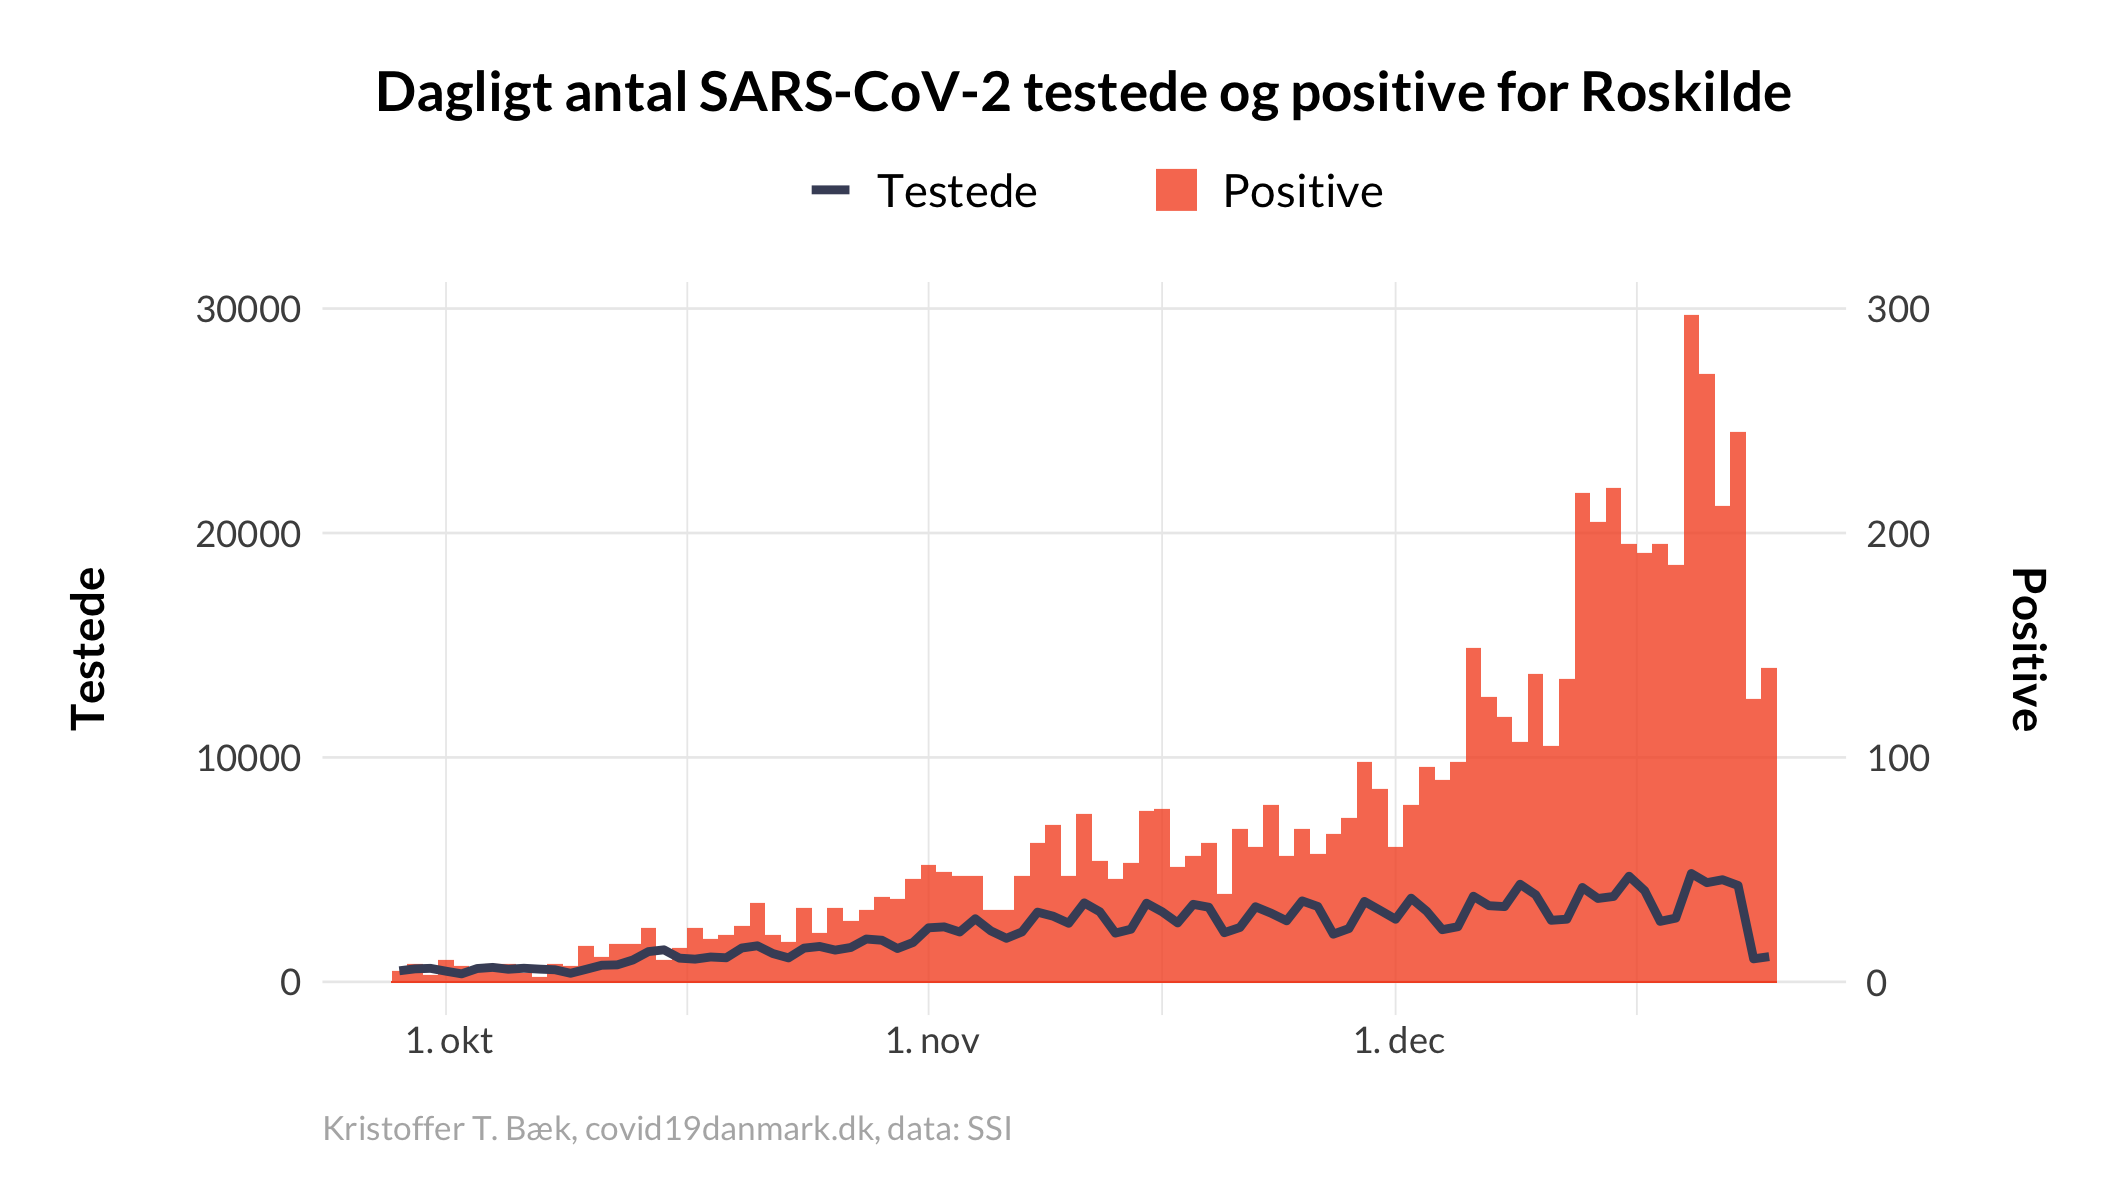 Dagligt antal SARS-CoV-2 testede og positive for Roskilde
Testede
Positive
30000
20000
10000
0
Testede
300
200
100
0
Positive
1. okt
1. nov
1. dec
Kristoffer T. Bæk, covid19danmark.dk, data: SSI